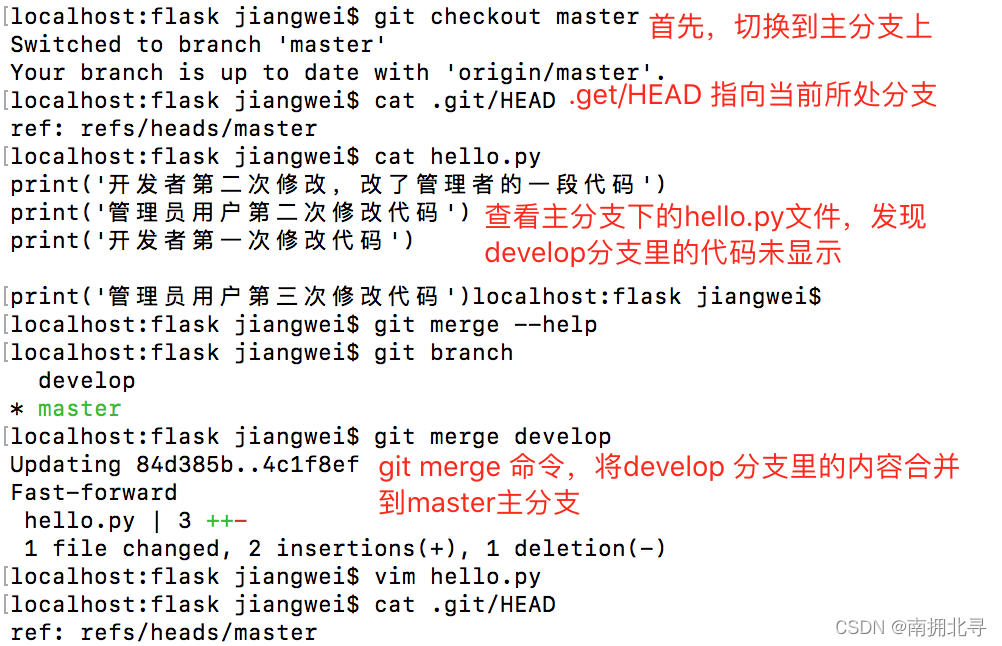 [localhost:flask jiangwei$ git checkout master 首先，切换到主分支上
Switched to branch 'master'
Your branch is up to date with 'origin/master'.
[localhost:flask jiangwei$ cat .git/HEAD .get/HEAD 指向当前所处分支
ref: refs/heads/master
[localhost:flask jiangwei$ cat hello.py
print('开发者第二次修改，改了管理者的一段代码')
print('管理员用户第二次修改代码') 查看主分支下的hello.py文件，发现
print('开发者第一次修改代码') develop分支里的代码未显示
[print('管理员用户第三次修改代码')localhost:flask jiangwei$
[localhost:flask jiangwei$ git merge --help
[localhost:flask jiangwei$ git branch
develop
* master
[localhost:flask jiangwei$ git merge develop
Updating 84d385b..4c1f8ef git merge 命令，将develop 分支里的内容合并
Fast-forward 到master主分支
hello.py | 3 ++-
1 file changed, 2 insertions(+), 1 deletion(-)
[localhost:flask jiangwei$ vim hello.py
[localhost:flask jiangwei$ cat .git/HEAD
ref: refs/heads/master
CSDN @南拥北寻